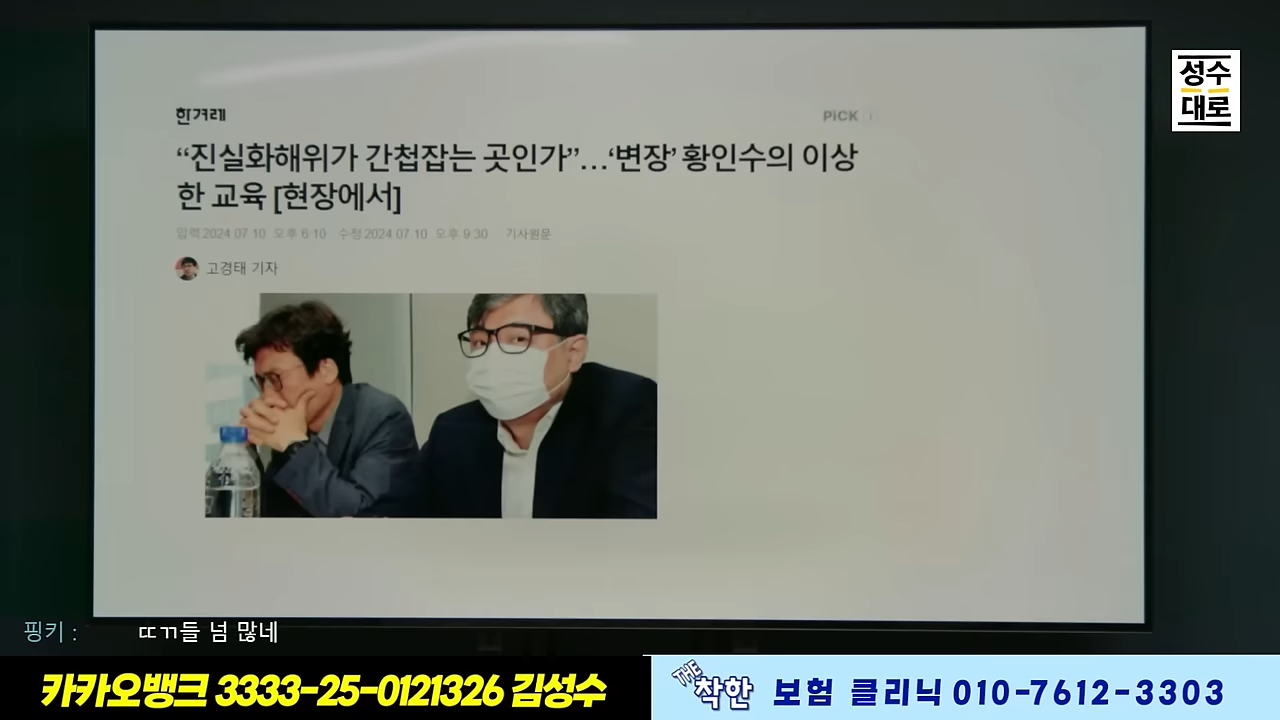 성수
대로
한겨레
PiCK
“진실화해위가 간첩잡는 곳인가”…‘변장’ 황인수의 이상
한 교육 [현장에서]
입력 2024.07.10. 오후 6:10 수정 2024.07.10. 오후 9:30 기사원문
고경태 기자
핑키 : ㄸㄲ들 넘 많네
카카오뱅크 3333-25-0121326 김성수
THE 착한 보험 클리닉 010-7612-3303